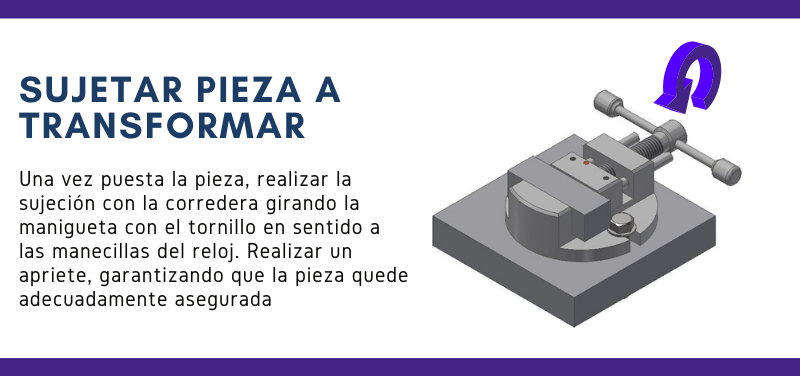 SUJETAR PIEZA A
TRANSFORMAR
Una vez puesta la pieza, realizar la
sujeción con la corredera girando la
manigueta con el tornillo en sentido a
las manecillas del reloj. Realizar un
apriete, garantizando que la pieza quede
adecuadamente asegurada